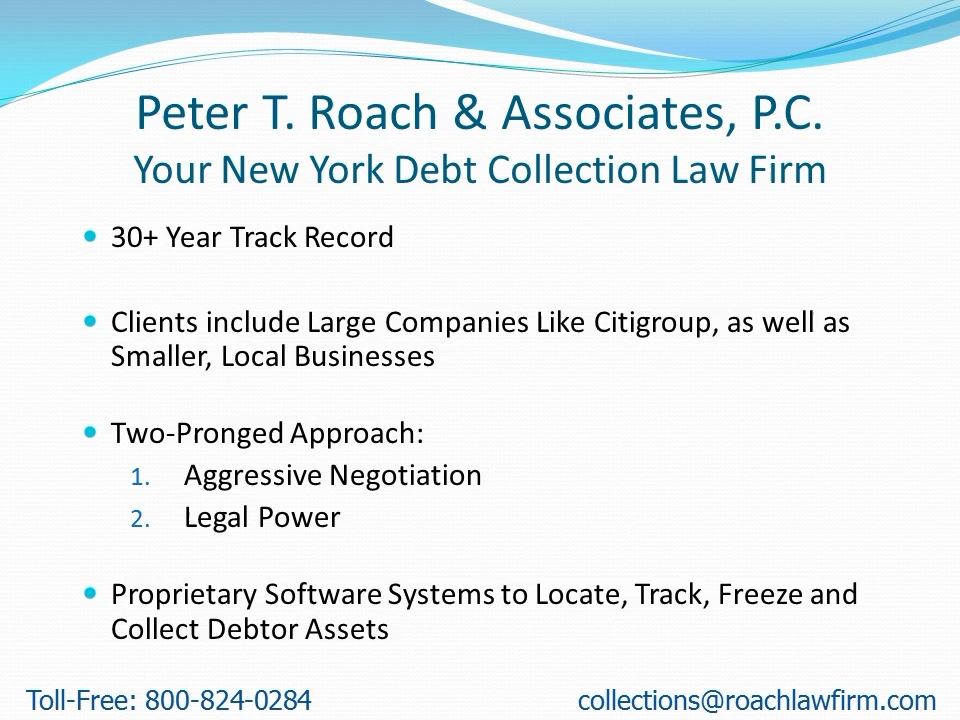 Peter T. Roach & Associates, P.C.
Your New York Debt Collection Law Firm
• 30+ Year Track Record
• Clients include Large Companies Like Citigroup, as well as
Smaller, Local Businesses
• Two-Pronged Approach:
1. Aggressive Negotiation
2. Legal Power
• Proprietary Software Systems to Locate, Track, Freeze and
Collect Debtor Assets
Toll-Free: 800-824-0284 collections@roachlawfirm.com